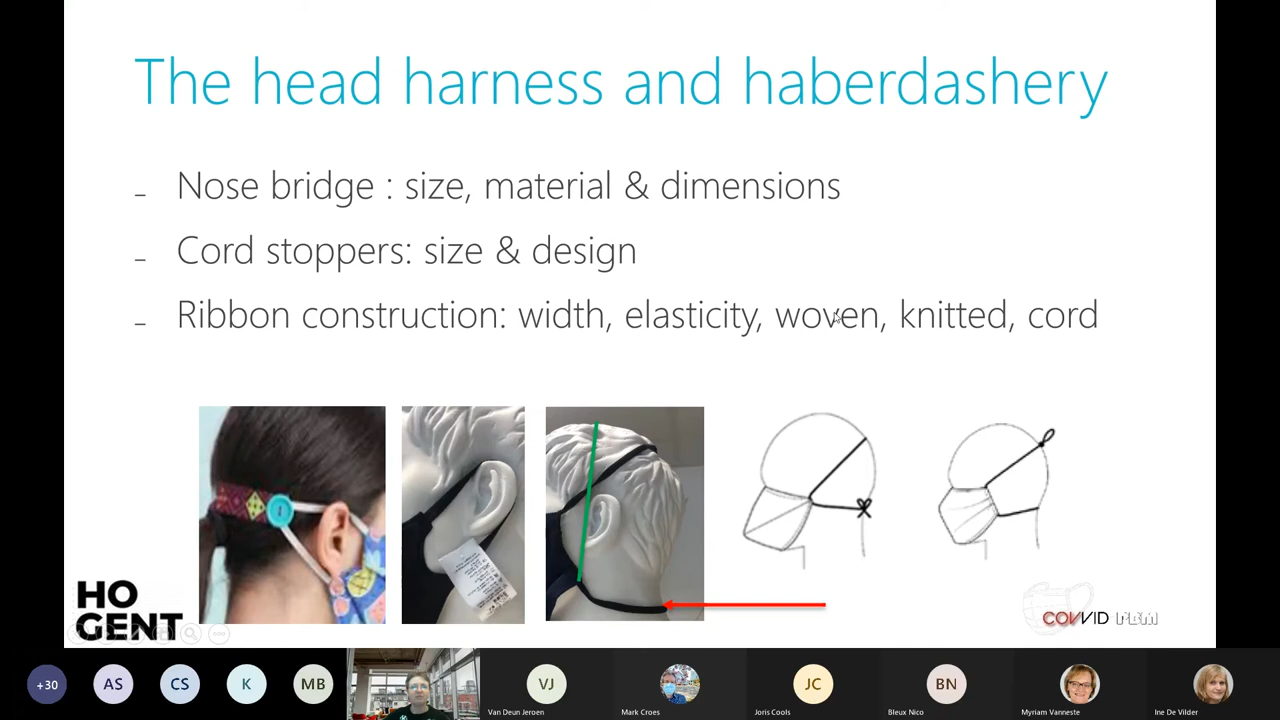 The head harness and haberdashery
– Nose bridge : size, material & dimensions
– Cord stoppers: size & design
– Ribbon construction: width, elasticity, woven, knitted, cord
HO
GENT
COVVID PBM
+30
AS
CS
K
MB
VJ
Van Deun Jeroen
Mark Croes
JC
Joris Cools
BN
Bleux Nico
Myriam Vanneste
Ine De Vilder